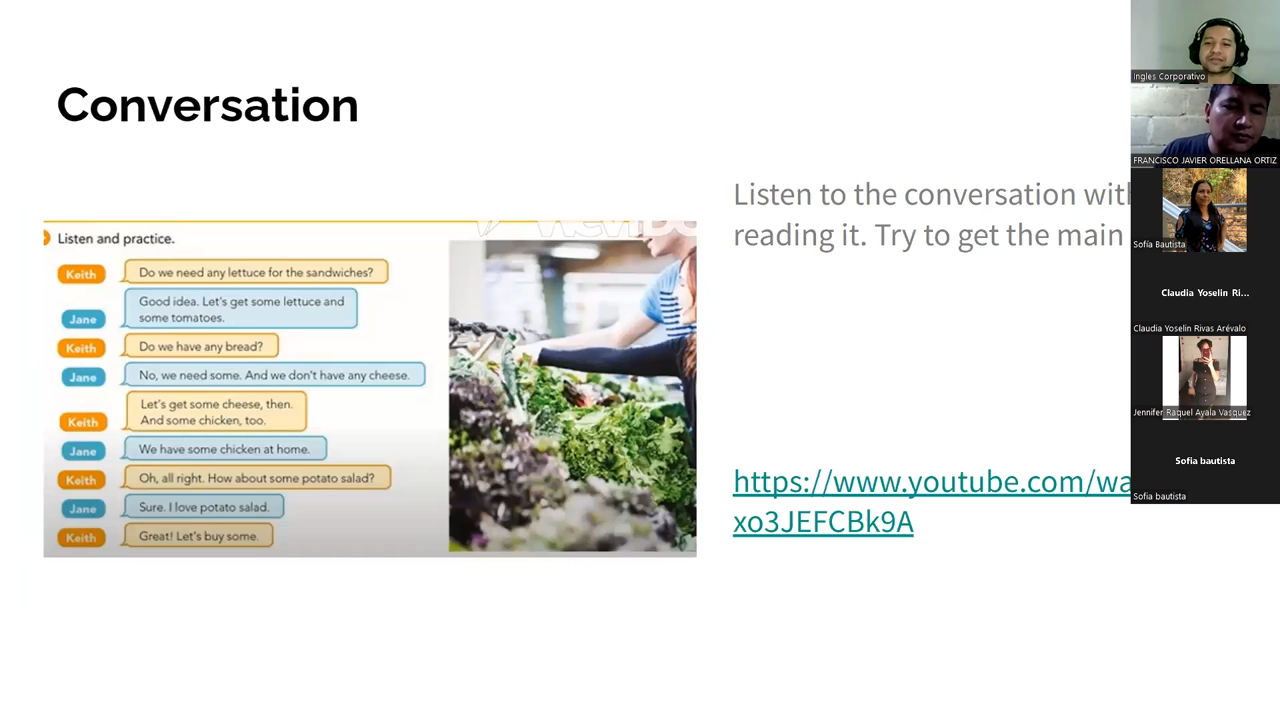 Conversation
Listen to the conversation
reading it. Try to get the main
Listen and practice.
Keith
Do we need any lettuce for the sandwiches?
Jane
Good idea. Let's get some lettuce and
some tomatoes.
Keith
Do we have any bread?
Jane
No, we need some. And we don't have any cheese.
Keith
Let's get some cheese, then.
And some chicken, too.
Jane
We have some chicken at home.
Keith
Oh, all right. How about some potato salad?
Jane
Sure. I love potato salad.
Keith
Great! Let's buy some.
https://www.youtube.com/wa
xo3JEFCBk9A
Ingles Corporativo
FRANCISCO JAVIER ORELLANA ORTIZ
Sofía Bautista
Claudia Yoselin Ri...
Claudia Yoselin Rivas Arévalo
Jennifer Raquel Ayala Vasquez
Sofia bautista
Sofia bautista